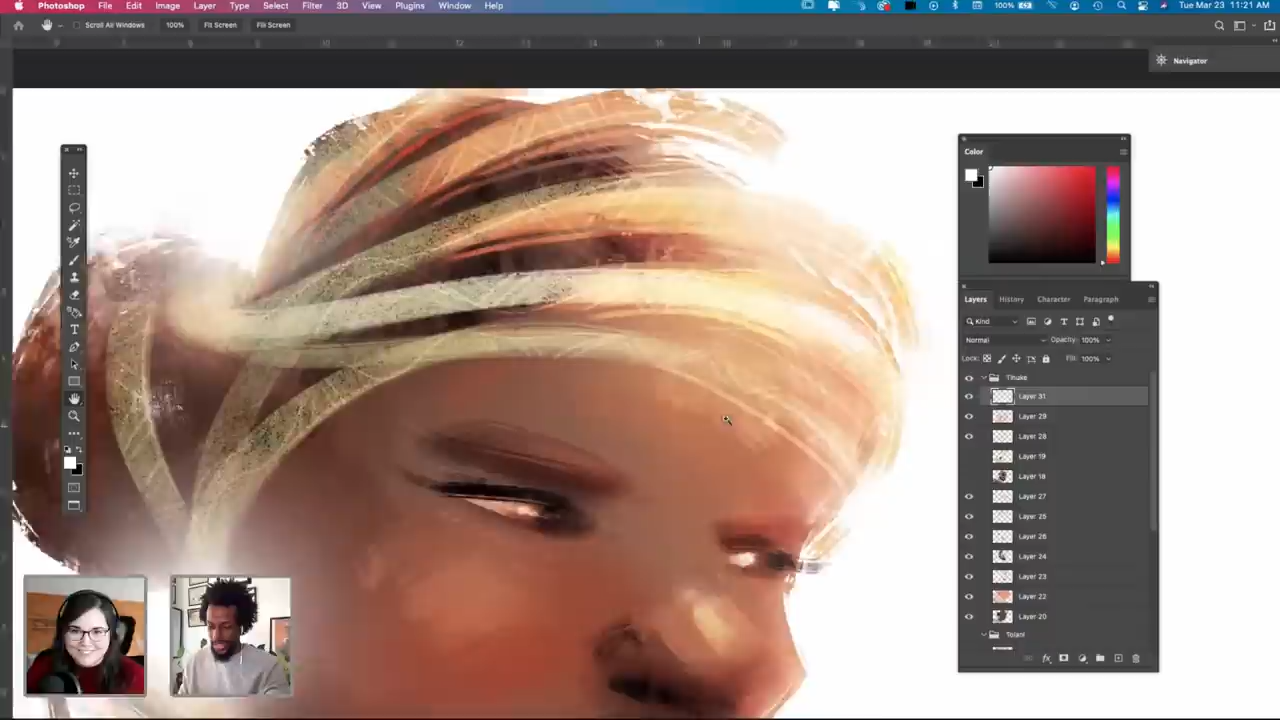 Photoshop File Edit Image Layer Type Select Filter 3D View Plugins Window Help 100% Tue Mar 23 11:21 AM
Scroll All Windows 100% Fit Screen Fill Screen
Navigator
Color
Layers History Character Paragraph
Kind
Normal Opacity: 100%
Lock: Fill: 100%
Layer 31
Layer 29
Layer 28
Layer 19
Layer 18
Layer 27
Layer 25
Layer 26
Layer 24
Layer 23
Layer 22
Layer 20